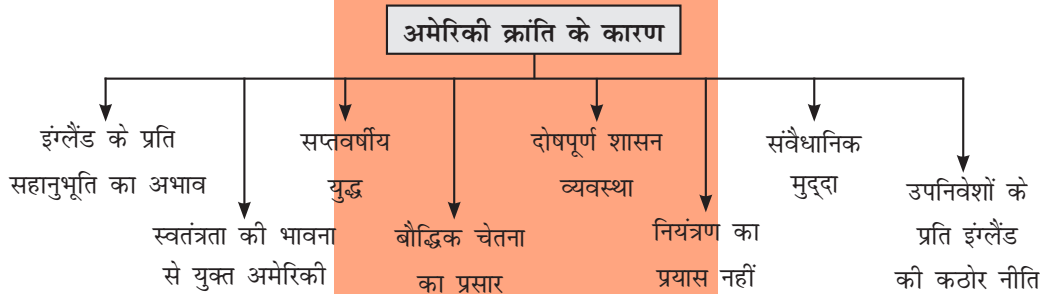 अमेरिकी क्रांति के कारण
इंग्लैंड के प्रति
सहानुभूति का अभाव
स्वतंत्रता की भावना
से युक्त अमेरिकी
सप्तवर्षीय
युद्ध
बौद्धिक चेतना
का प्रसार
दोषपूर्ण शासन
व्यवस्था
नियंत्रण का
प्रयास नहीं
संवैधानिक
मुद्दा
उपनिवेशों के
प्रति इंग्लैंड
की कठोर नीति